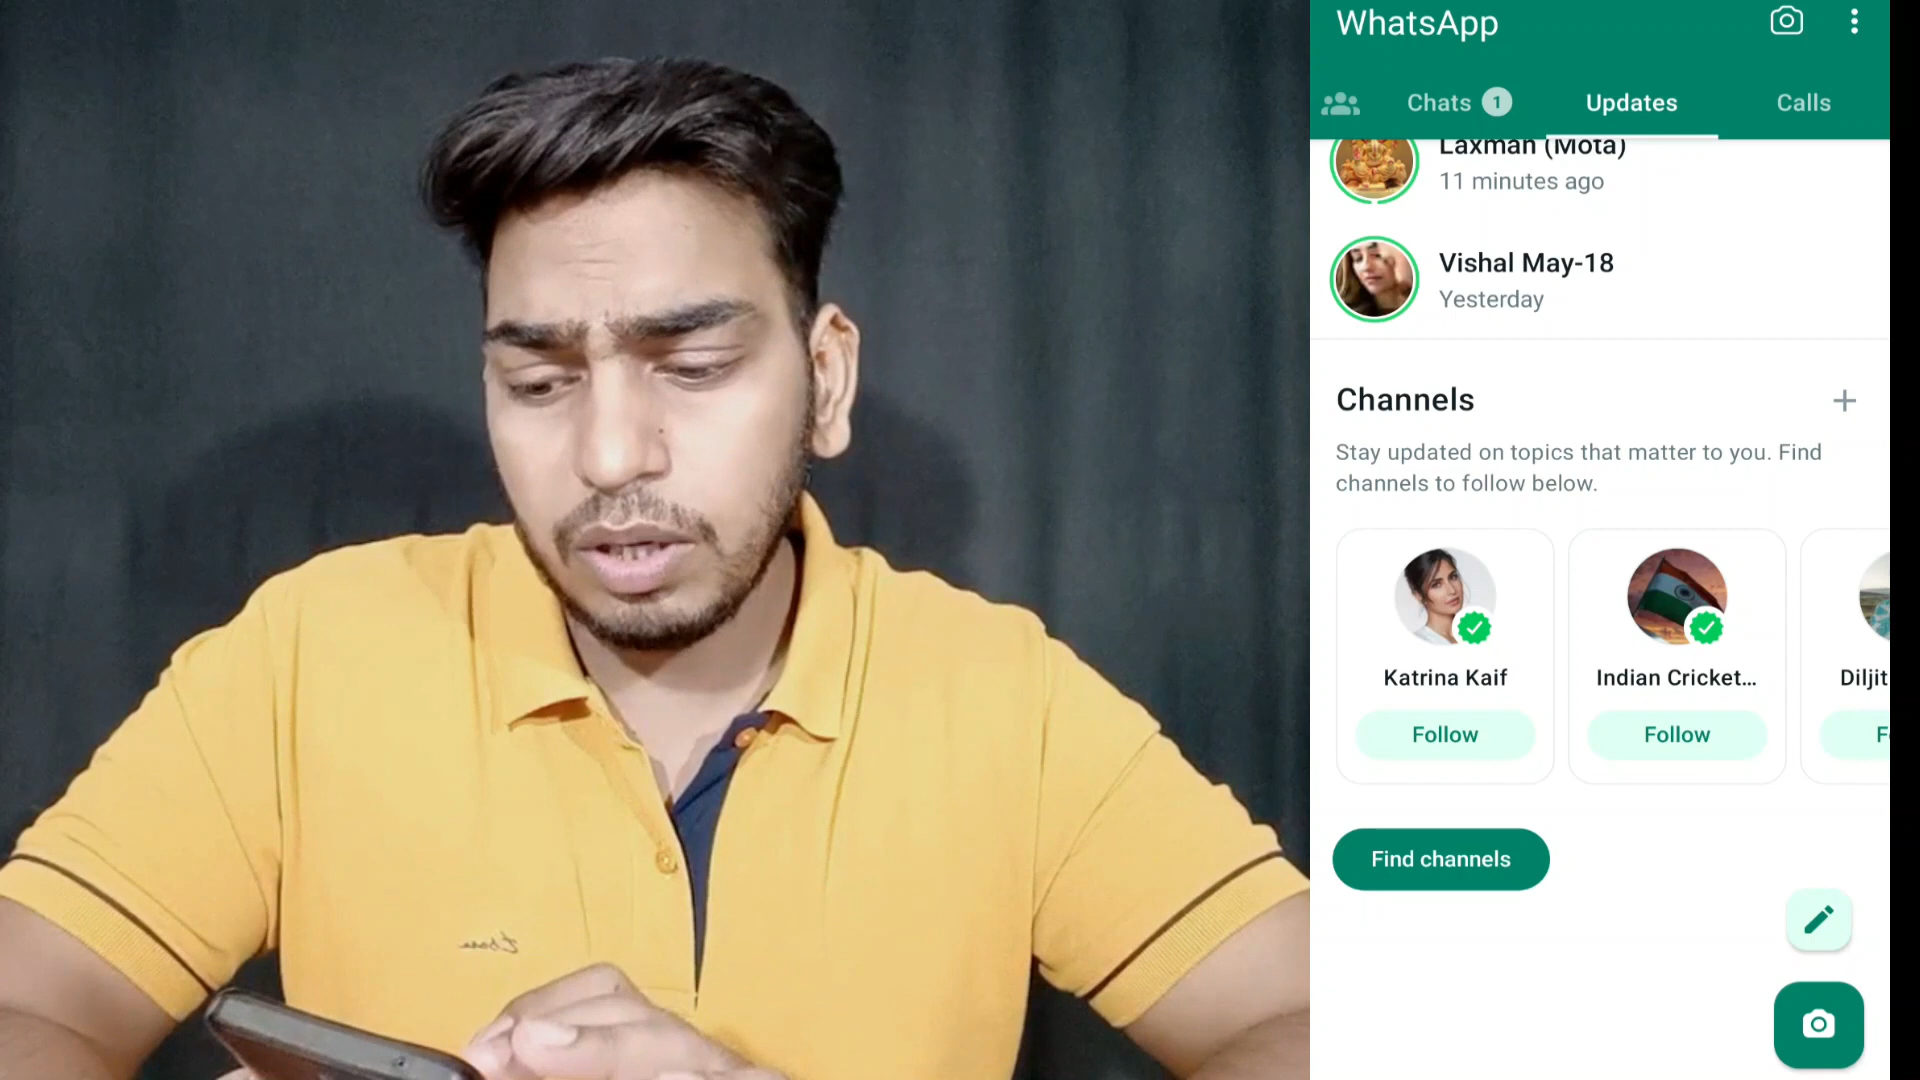 WhatsApp
Chats 1
Updates
Calls
Laxman (Mota)
11 minutes ago
Vishal May-18
Yesterday
Channels
Stay updated on topics that matter to you. Find
channels to follow below.
Katrina Kaif
Indian Cricket...
Diljit
Follow
Follow
F
Find channels